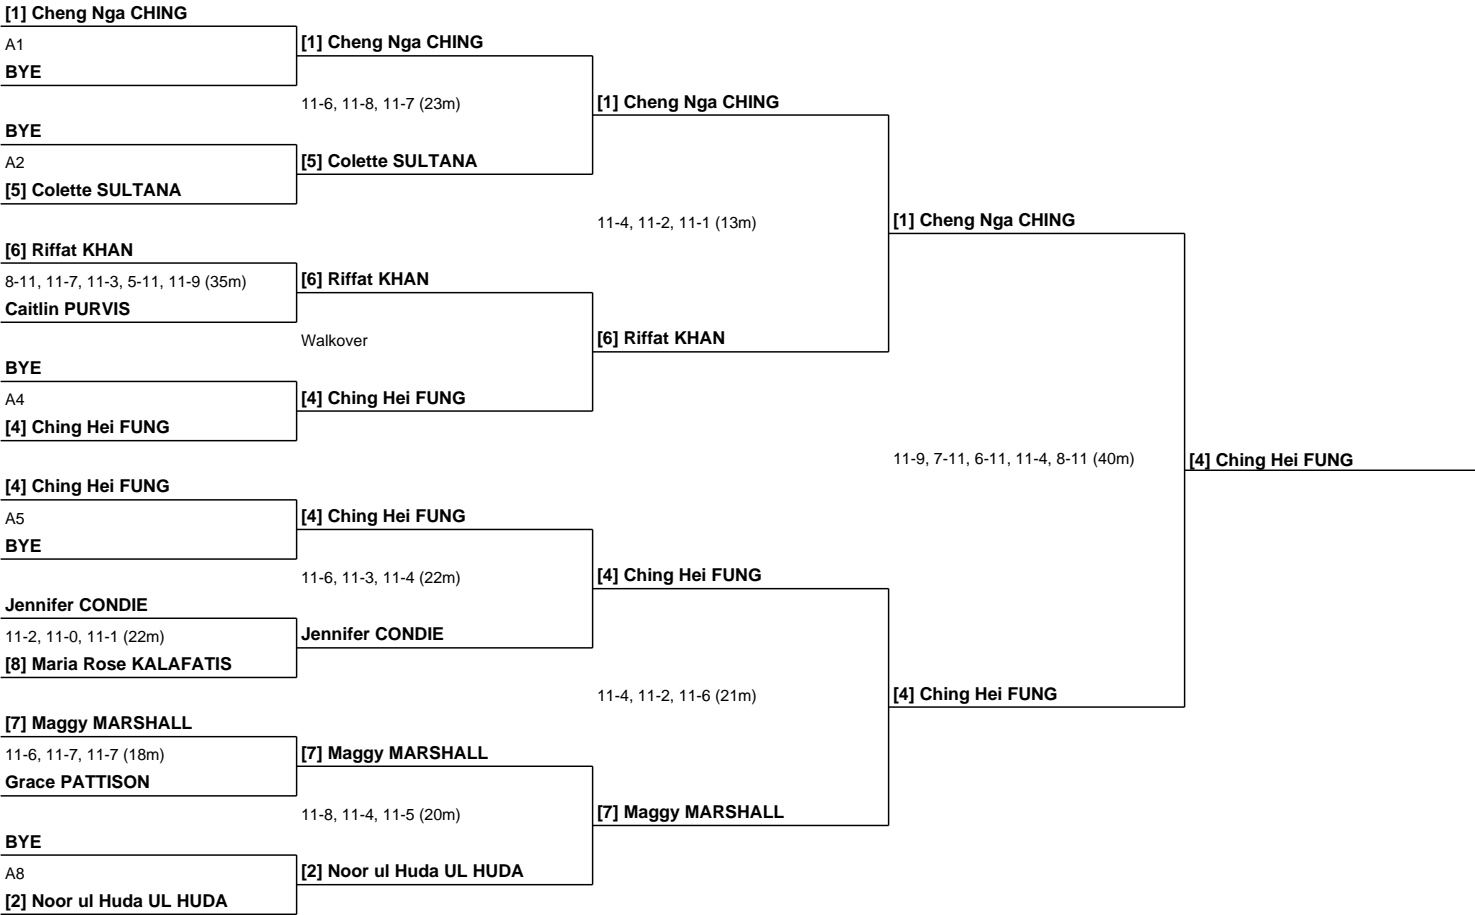 [1] Cheng Nga CHING
A1
BYE
BYE
A2
[5] Colette SULTANA
[6] Riffat KHAN
8-11, 11-7, 11-3, 5-11, 11-9 (35m)
Caitlin PURVIS
BYE
A4
[4] Ching Hei FUNG
[4] Ching Hei FUNG
A5
BYE
Jennifer CONDIE
11-2, 11-0, 11-1 (22m)
[8] Maria Rose KALAFATIS
[7] Maggy MARSHALL
11-6, 11-7, 11-7 (18m)
Grace PATTISON
BYE
A8
[2] Noor ul Huda UL HUDA
[1] Cheng Nga CHING
11-6, 11-8, 11-7 (23m)
[5] Colette SULTANA
[6] Riffat KHAN
Walkover
[4] Ching Hei FUNG
[4] Ching Hei FUNG
11-6, 11-3, 11-4 (22m)
Jennifer CONDIE
[7] Maggy MARSHALL
11-8, 11-4, 11-5 (20m)
[2] Noor ul Huda UL HUDA
[1] Cheng Nga CHING
11-4, 11-2, 11-1 (13m)
[6] Riffat KHAN
[4] Ching Hei FUNG
11-4, 11-2, 11-6 (21m)
[7] Maggy MARSHALL
[1] Cheng Nga CHING
11-9, 7-11, 6-11, 11-4, 8-11 (40m)
[4] Ching Hei FUNG
[4] Ching Hei FUNG